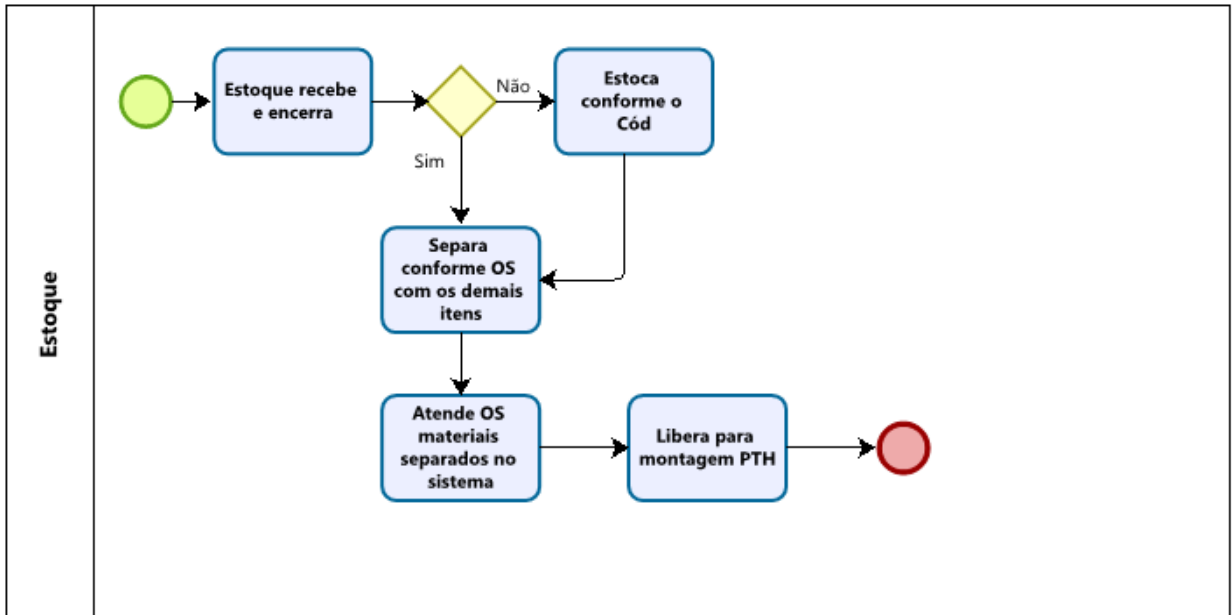 Estoque
Estoque recebe
e encerra
Não
Estoca
conforme o
Cód
Sim
Separa
conforme OS
com os demais
itens
Atende OS
materiais
separados no
sistema
Libera para
montagem PTH